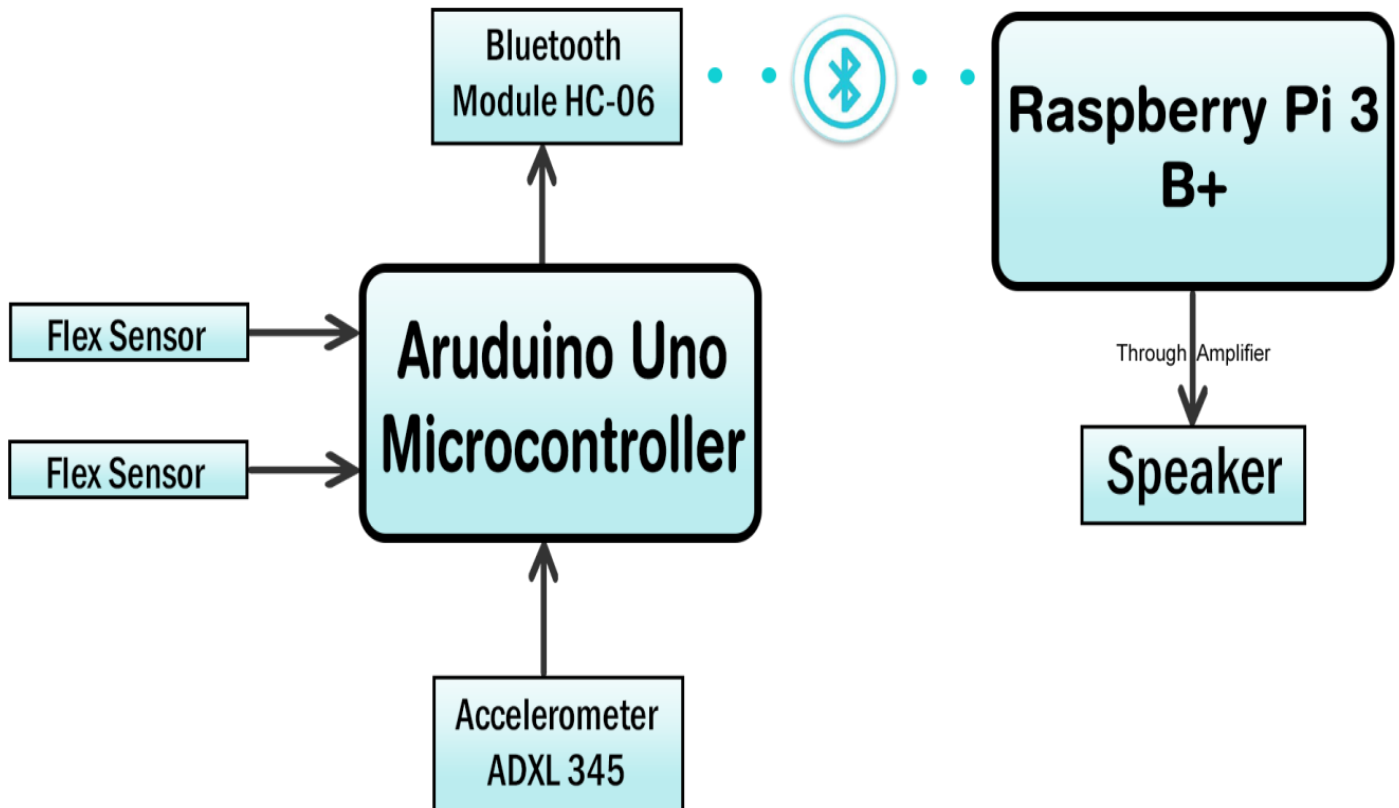 Bluetooth
Module HC-06
Raspberry Pi 3
B+
Flex Sensor
Aruduino Uno
Microcontroller
Through Amplifier
Flex Sensor
Speaker
Accelerometer
ADXL 345